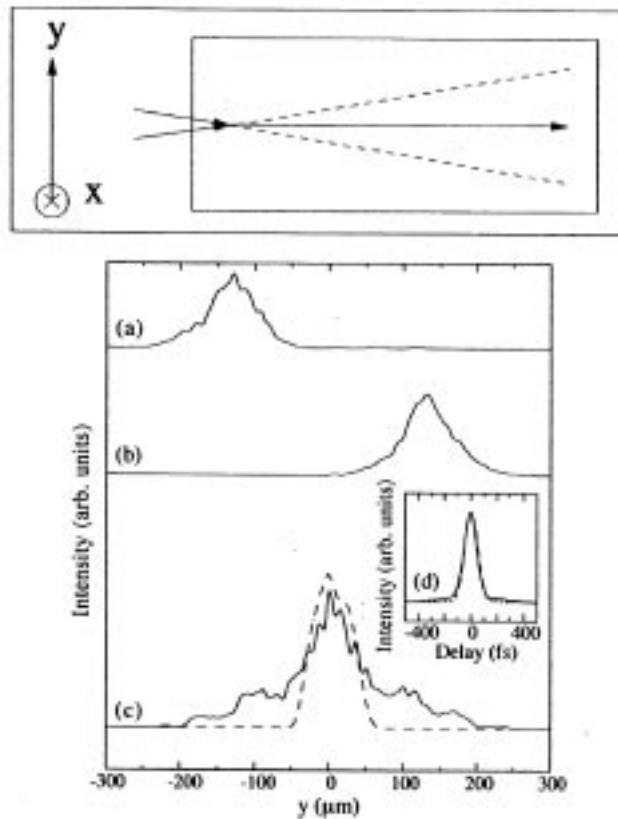 y
x
(a)
(b)
(c)
Intensity (arb. units)
-300 -200 -100 0 100 200 300
y (μm)
(d)
Intensity (arb. units)
-400 0 400
Delay (fs)